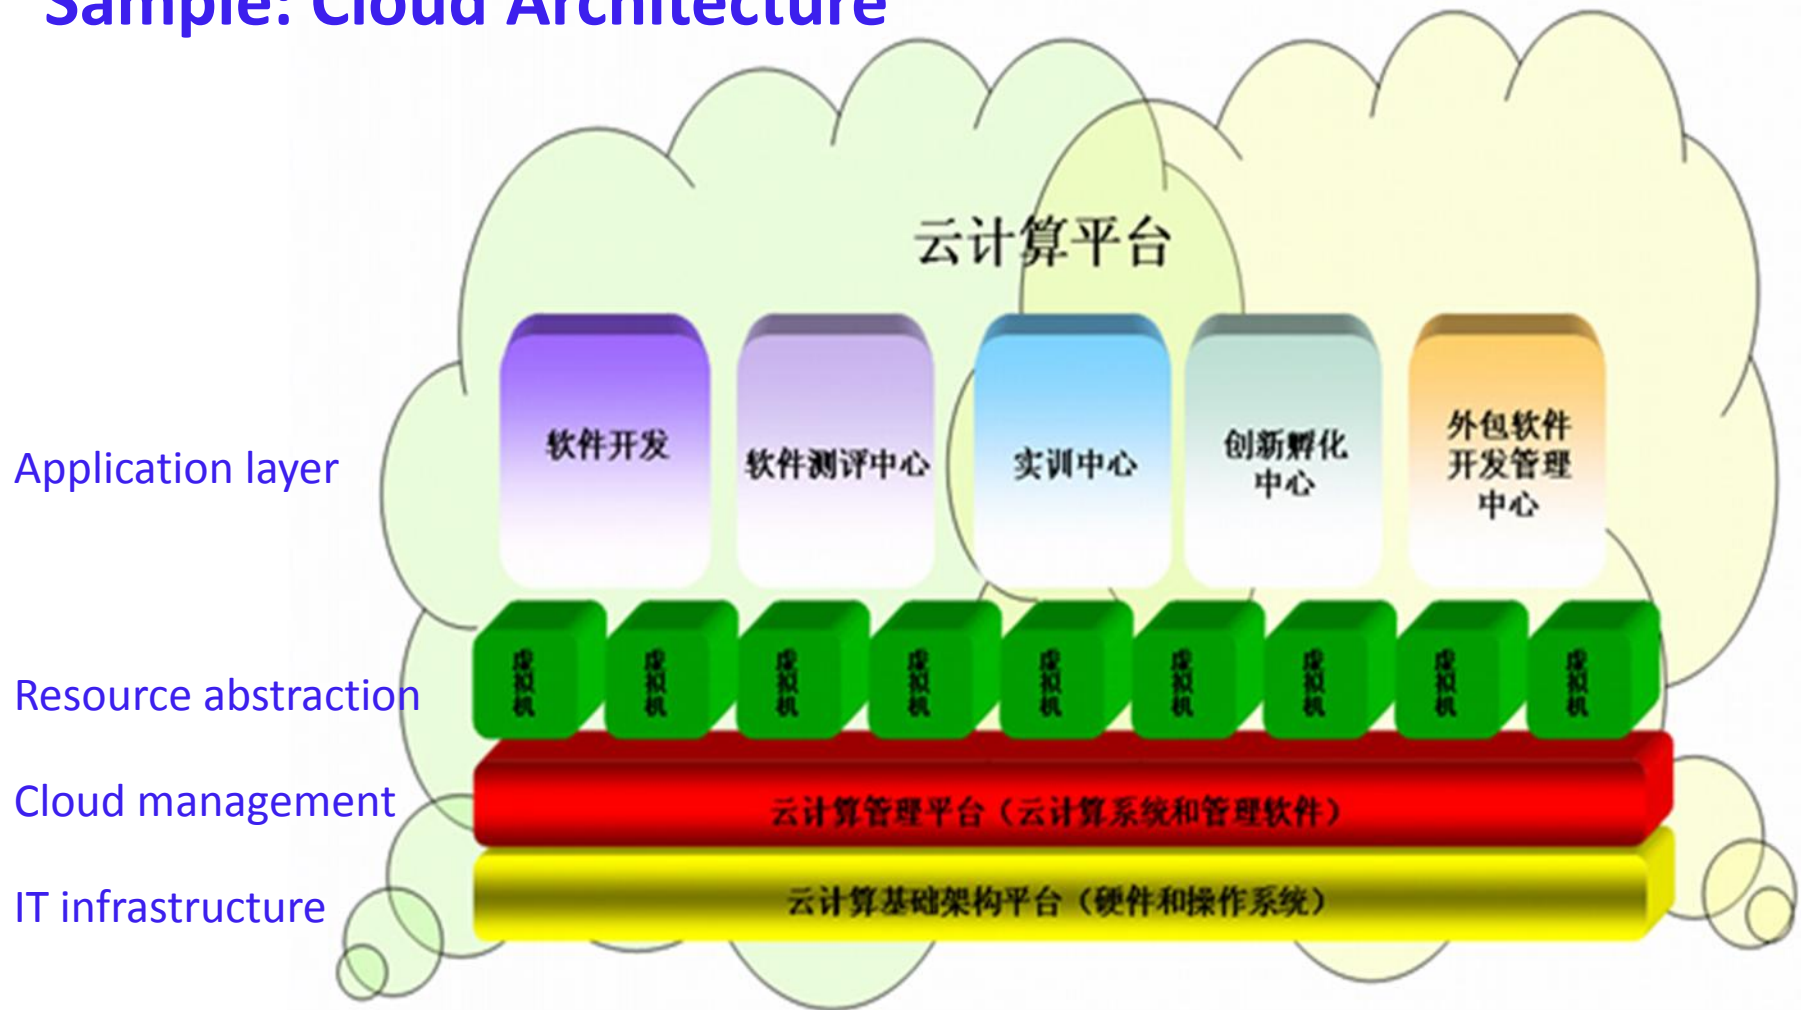 Sample: Cloud Architecture
云计算平台
Application layer
软件开发
软件测评中心
实训中心
创新孵化
中心
外包软件
开发管理
中心
Resource abstraction
虚拟机
虚拟机
虚拟机
虚拟机
虚拟机
虚拟机
虚拟机
虚拟机
虚拟机
Cloud management
云计算管理平台（云计算系统和管理软件）
IT infrastructure
云计算基础架构平台（硬件和操作系统）